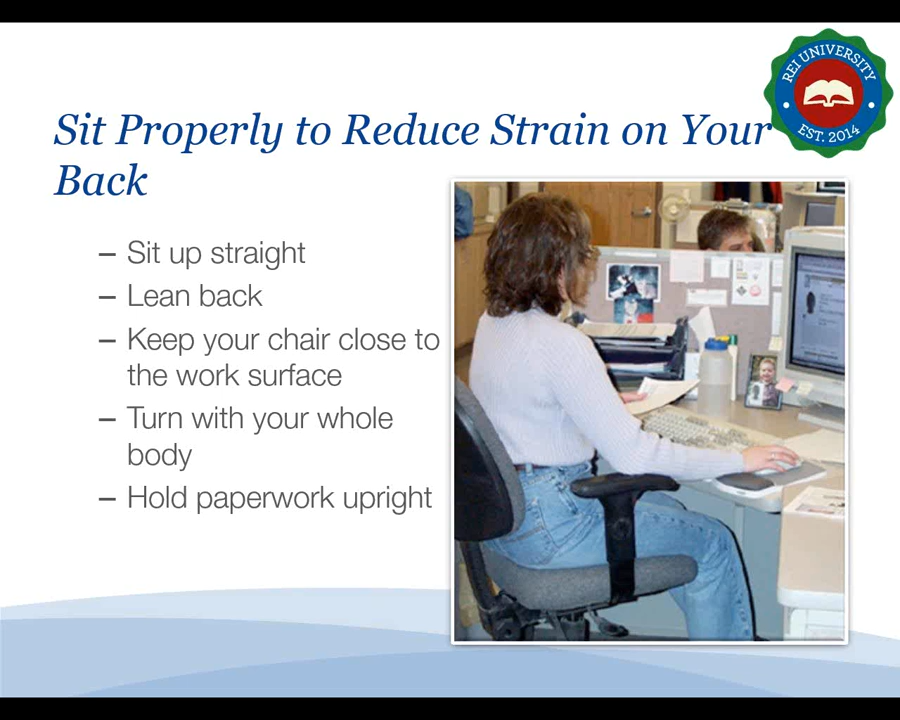 REI UNIVERSITY
EST. 2014
Sit Properly to Reduce Strain on Your
Back
– Sit up straight
– Lean back
– Keep your chair close to
the work surface
– Turn with your whole
body
– Hold paperwork upright